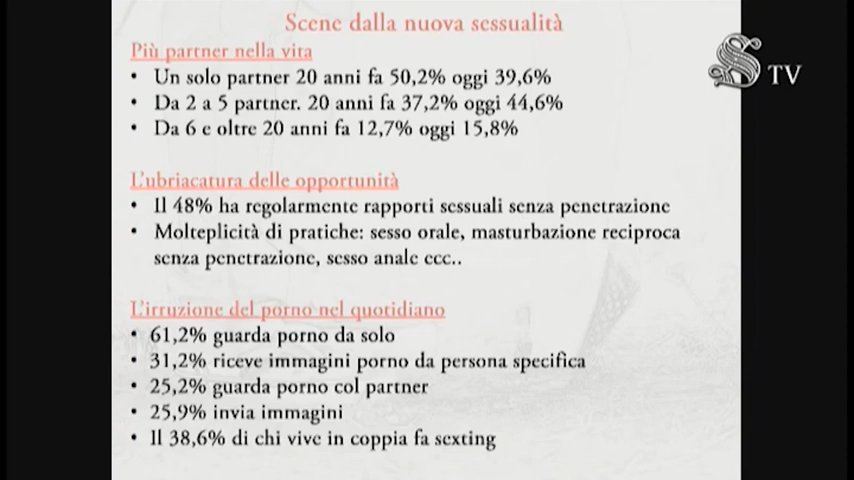 Scene dalla nuova sessualità
Più partner nella vita
• Un solo partner 20 anni fa 50,2% oggi 39,6%
• Da 2 a 5 partner. 20 anni fa 37,2% oggi 44,6%
• Da 6 e oltre 20 anni fa 12,7% oggi 15,8%
L'ubriacatura delle opportunità
• Il 48% ha regolarmente rapporti sessuali senza penetrazione
• Molteplicità di pratiche: sesso orale, masturbazione reciproca
senza penetrazione, sesso anale ecc..
L'irruzione del porno nel quotidiano
• 61,2% guarda porno da solo
• 31,2% riceve immagini porno da persona specifica
• 25,2% guarda porno col partner
• 25,9% invia immagini
• Il 38,6% di chi vive in coppia fa sexting
S TV